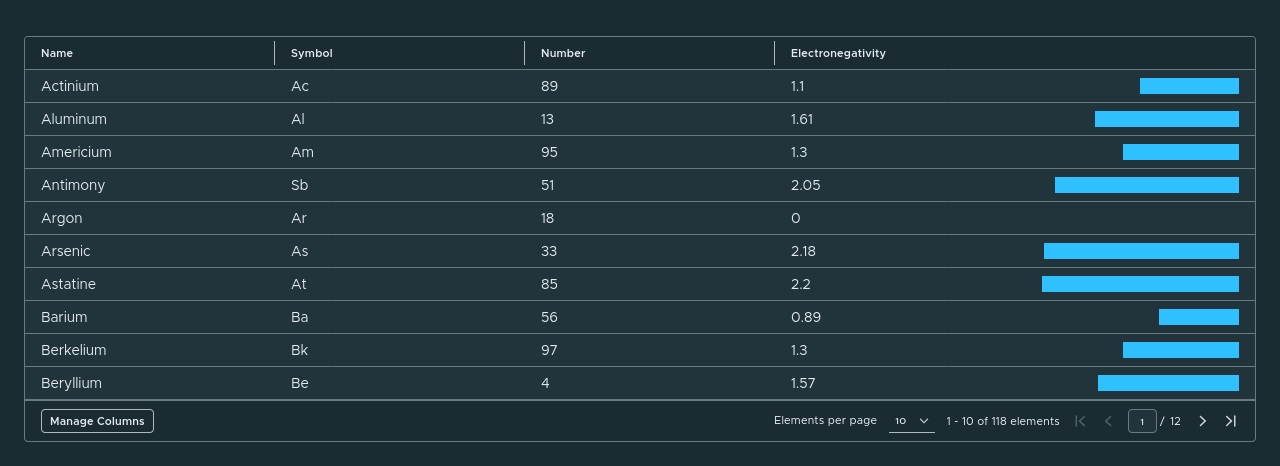 Name Symbol Number Electronegativity
Actinium Ac 89 1.1
Aluminum Al 13 1.61
Americium Am 95 1.3
Antimony Sb 51 2.05
Argon Ar 18 0
Arsenic As 33 2.18
Astatine At 85 2.2
Barium Ba 56 0.89
Berkelium Bk 97 1.3
Beryllium Be 4 1.57
Manage Columns Elements per page 10 1 - 10 of 118 elements 1 / 12